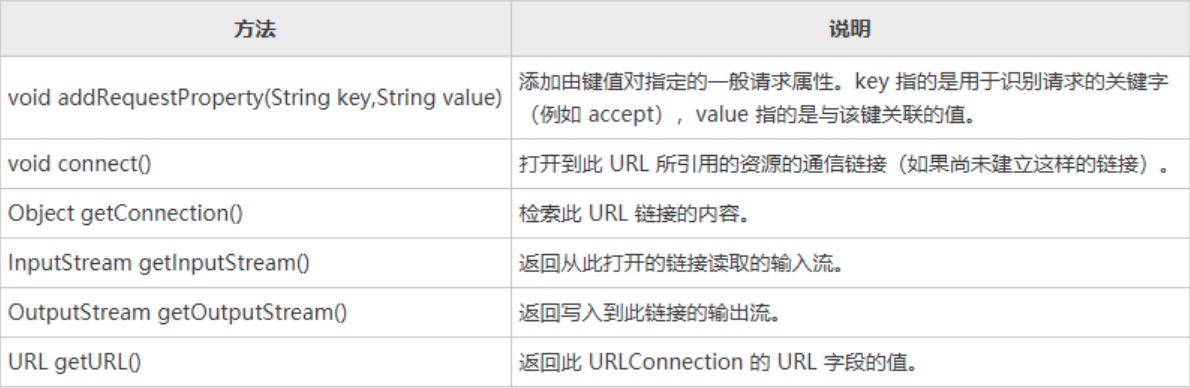 方法
说明
void addRequestProperty(String key,String value)
添加由键值对指定的一般请求属性。key 指的是用于识别请求的关键字
（例如 accept），value 指的是与该键关联的值。
void connect()
打开到此 URL 所引用的资源的通信链接（如果尚未建立这样的链接）。
Object getConnection()
检索此 URL 链接的内容。
InputStream getInputStream()
返回从此打开的链接读取的输入流。
OutputStream getOutputStream()
返回写入到此链接的输出流。
URL getURL()
返回此 URLConnection 的 URL 字段的值。